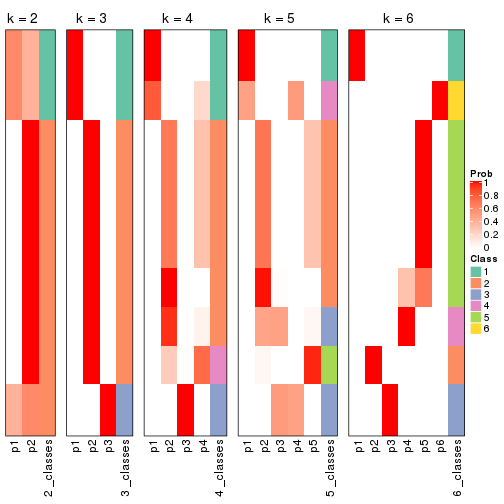 k = 2
k = 3
k = 4
k = 5
k = 6
Prob
1
0.8
0.6
0.4
0.2
0
Class
1
2
3
4
5
6
p1
p2
2_classes
p1
p2
p3
3_classes
p1
p2
p3
p4
4_classes
p1
p2
p3
p4
p5
5_classes
p1
p2
p3
p4
p5
p6
6_classes